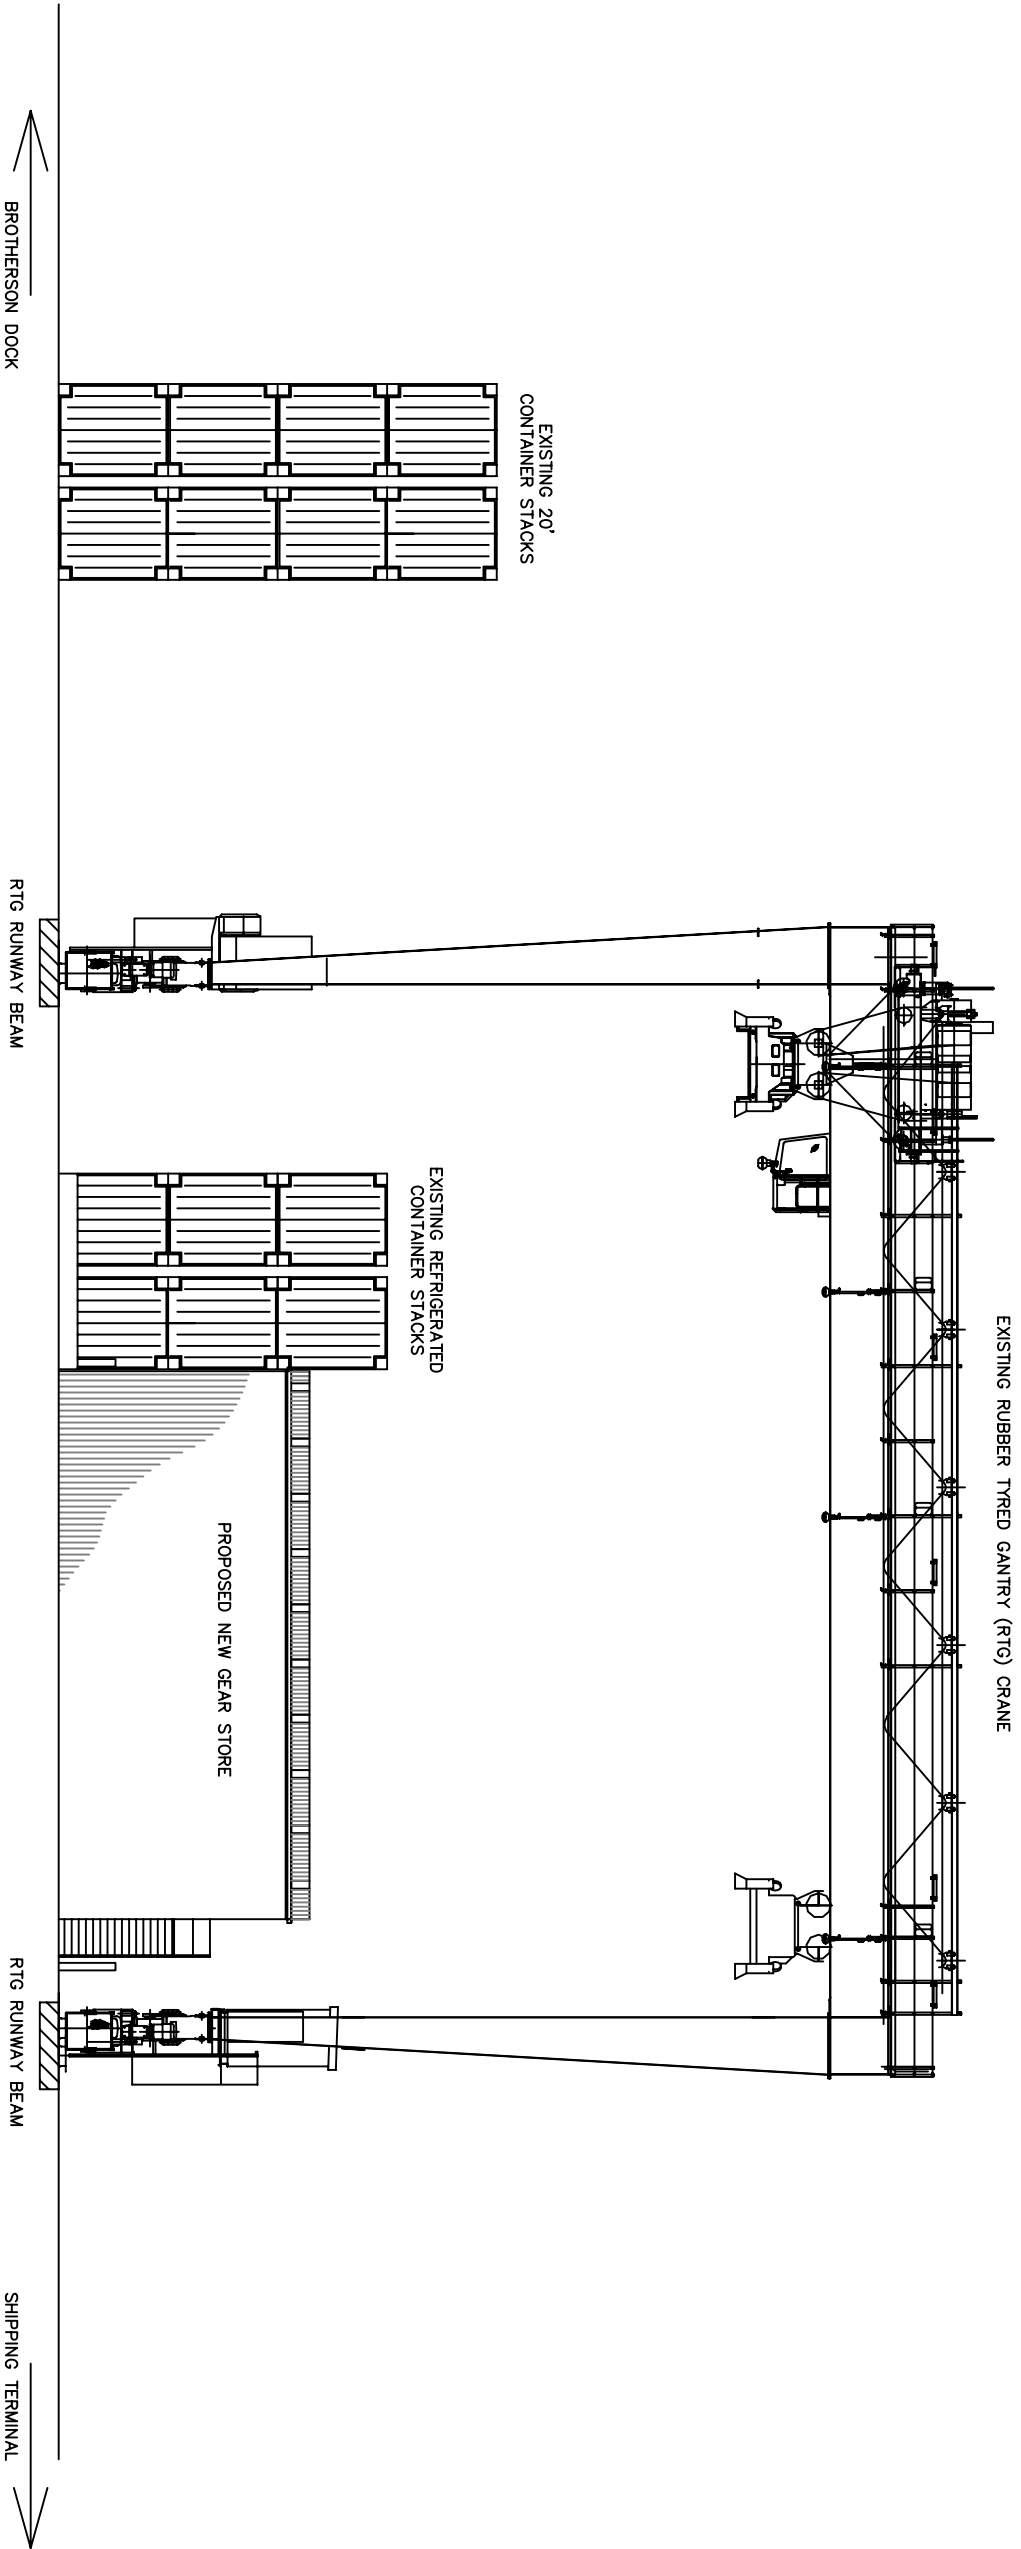 EXISTING RUBBER TYRED GANTRY (RTG) CRANE
EXISTING 20'
CONTAINER STACKS
EXISTING REFRIGERATED
CONTAINER STACKS
PROPOSED NEW GEAR STORE
RTG RUNWAY BEAM
RTG RUNWAY BEAM
BROTHERSON DOCK
SHIPPING TERMINAL